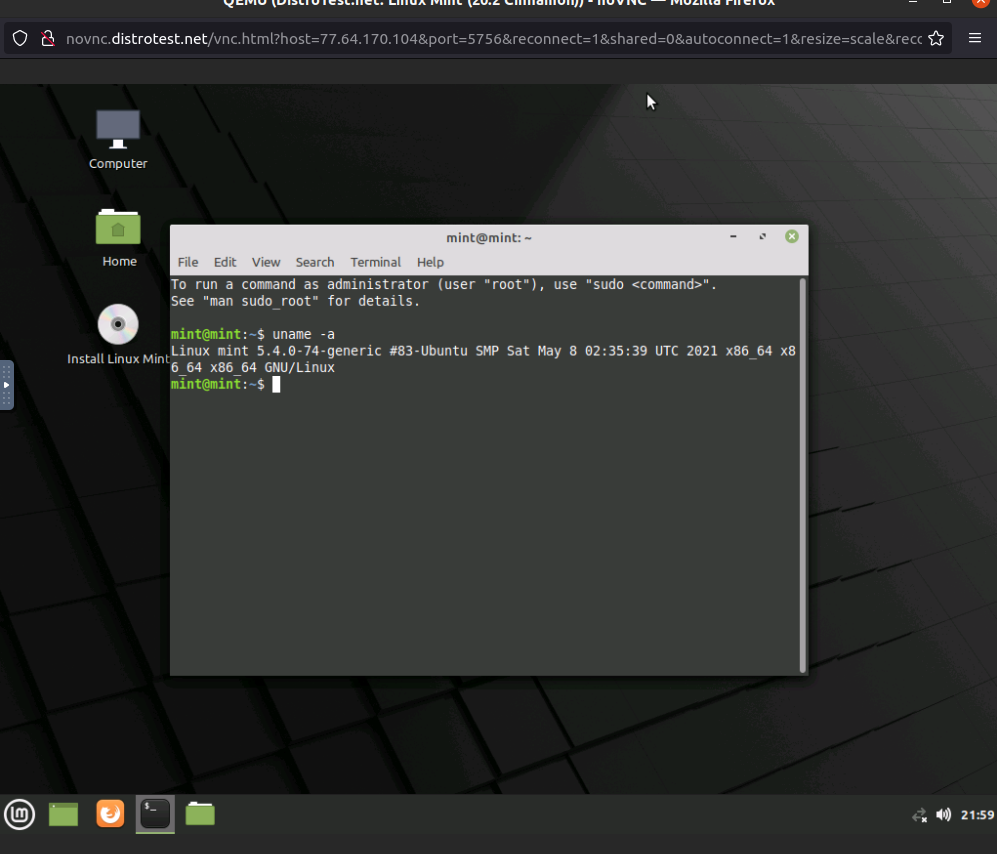 QEMU (DistroTest.net: Linux Mint (20.2 Cinnamon)) - noVNC — Mozilla Firefox
novnc.distrotest.net/vnc.html?host=77.64.170.104&port=5756&reconnect=1&shared=0&autoconnect=1&resize=scale&recc
Computer
Home
Install Linux Mint
mint@mint: ~
File Edit View Search Terminal Help
To run a command as administrator (user "root"), use "sudo <command>".
See "man sudo_root" for details.
mint@mint:~$ uname -a
Linux mint 5.4.0-74-generic #83-Ubuntu SMP Sat May 8 02:35:39 UTC 2021 x86_64 x8
6_64 x86_64 GNU/Linux
mint@mint:~$
$_
21:59